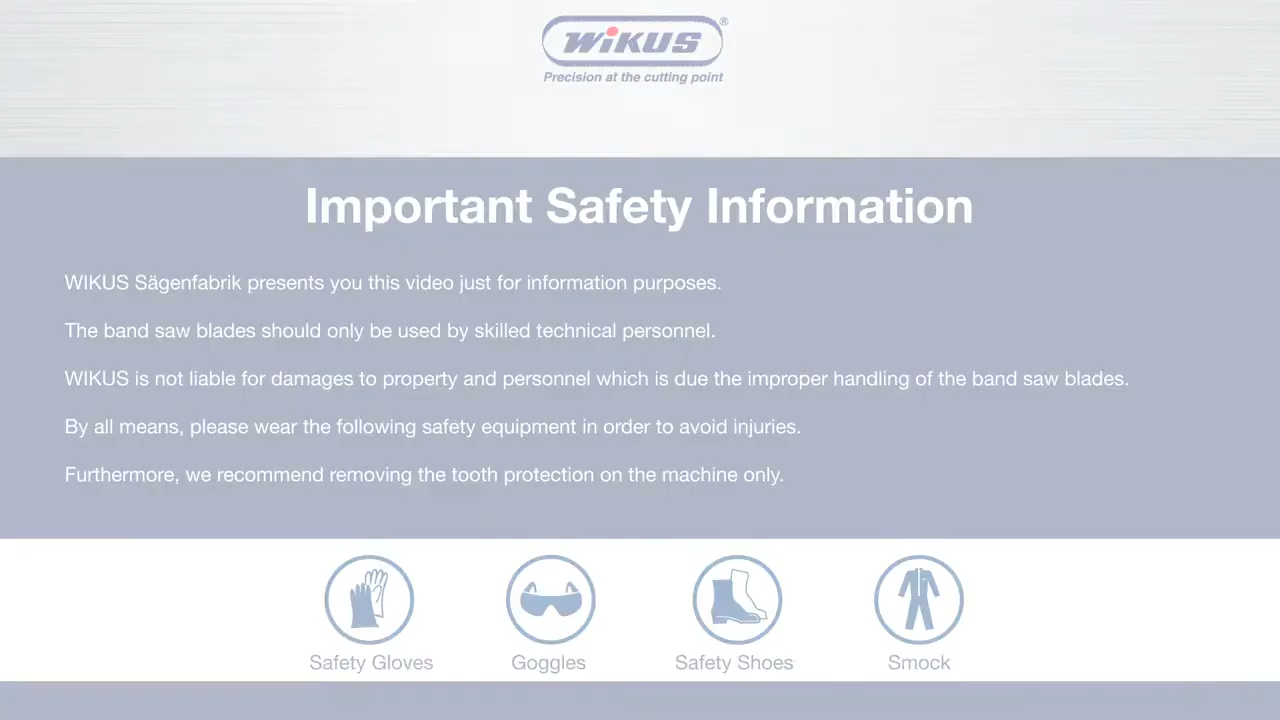 WIKUS®
Precision at the cutting point
Important Safety Information
WIKUS Sägenfabrik presents you this video just for information purposes.
The band saw blades should only be used by skilled technical personnel.
WIKUS is not liable for damages to property and personnel which is due the improper handling of the band saw blades.
By all means, please wear the following safety equipment in order to avoid injuries.
Furthermore, we recommend removing the tooth protection on the machine only.
Safety Gloves
Goggles
Safety Shoes
Smock